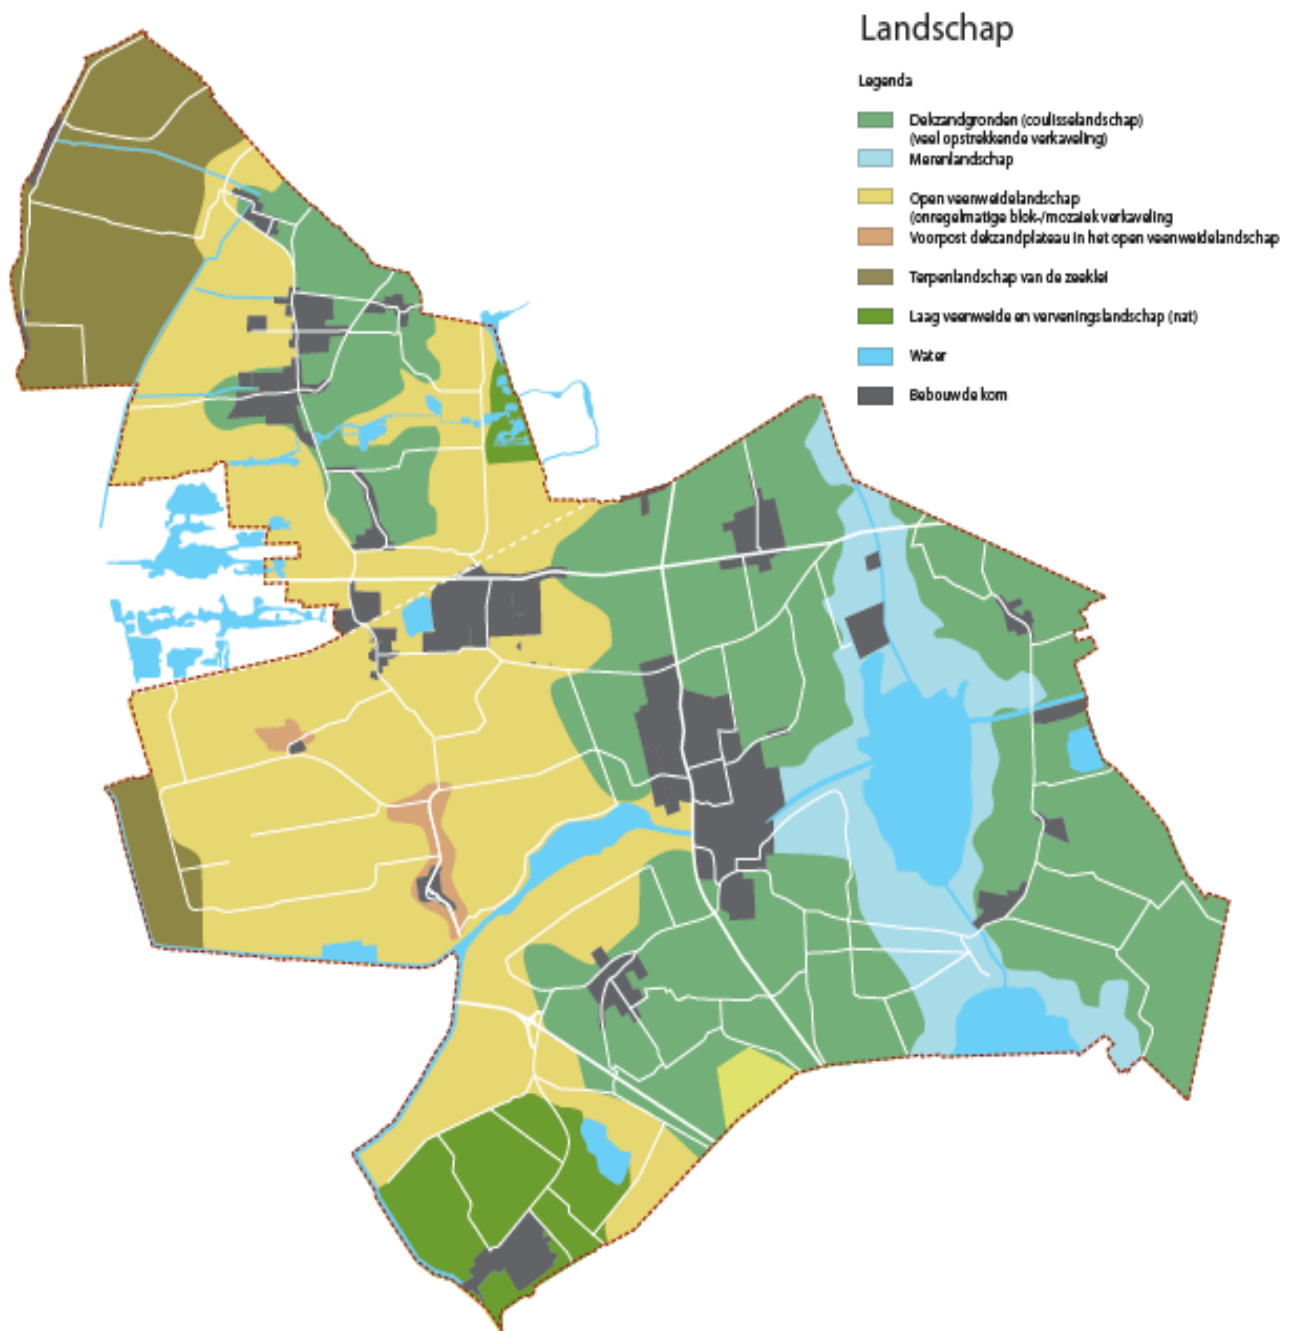 Landschap
Legenda
Dekzandgronden (coulisselandschap)
(veel opstrekkende verkaveling)
Merenlandschap
Open veenweidelandschap
(onregelmatige blok-/mozaiek verkaveling
Voorpost dekzandplateau in het open veenweidelandschap
Terpenlandschap van de zeeklei
Laag veenweide en verveningslandschap (nat)
Water
Bebouwde kom